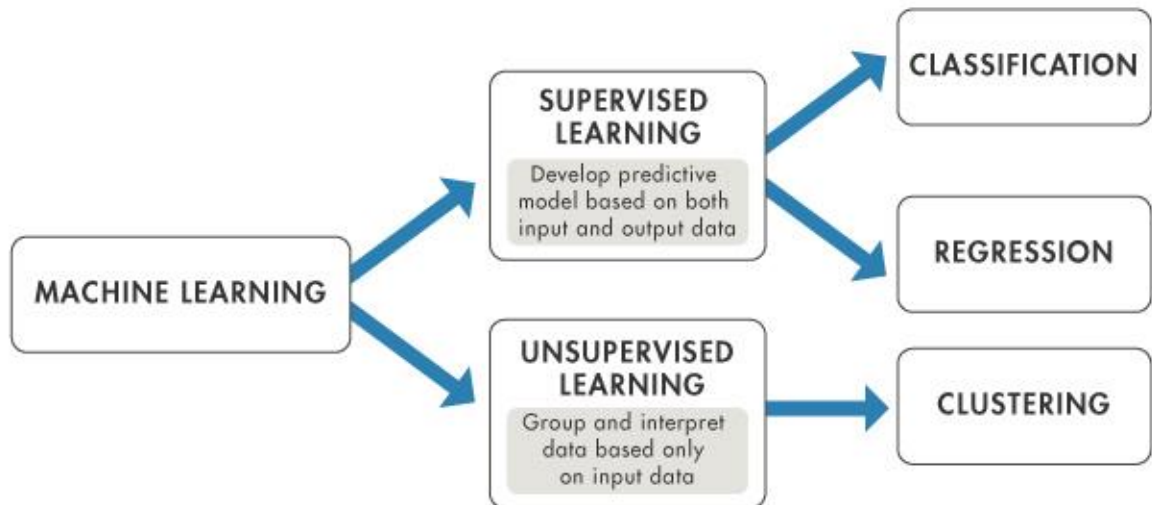 MACHINE LEARNING
SUPERVISED
LEARNING
Develop predictive
model based on both
input and output data
UNSUPERVISED
LEARNING
Group and interpret
data based only
on input data
CLASSIFICATION
REGRESSION
CLUSTERING